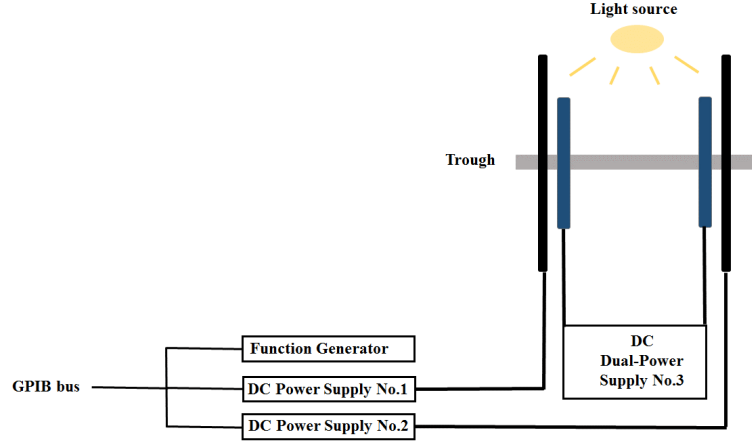 Light source
Trough
Function Generator
GPIB bus
DC Power Supply No.1
DC Power Supply No.2
DC
Dual-Power
Supply No.3